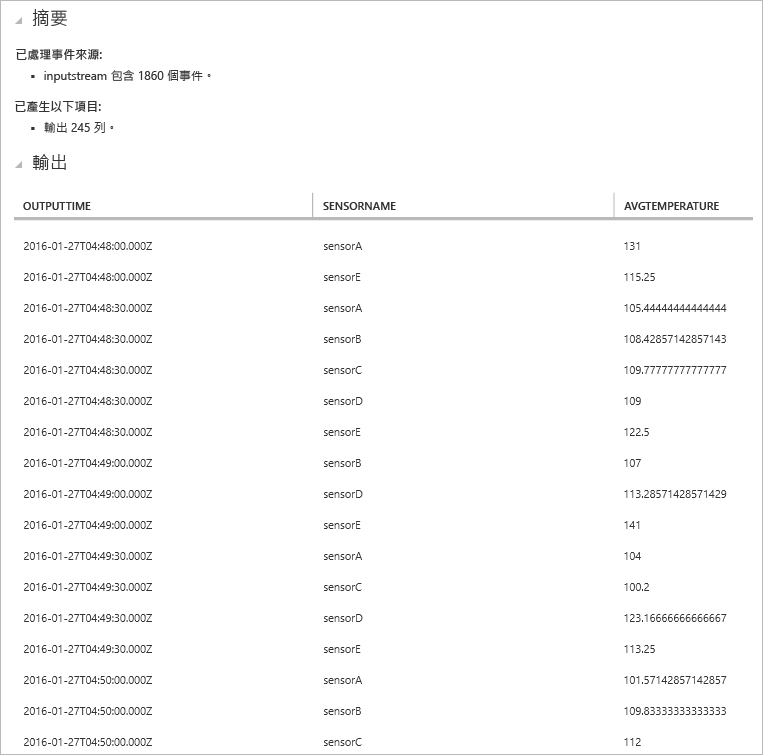 摘要
已處理事件來源:
▪ inputstream 包含 1860 個事件。
已產生以下項目:
▪ 輸出 245 列。
輸出
OUTPUTTIME SENSORNAME AVGTEMPERATURE
2016-01-27T04:48:00.000Z sensorA 131
2016-01-27T04:48:00.000Z sensorE 115.25
2016-01-27T04:48:30.000Z sensorA 105.44444444444444
2016-01-27T04:48:30.000Z sensorB 108.42857142857143
2016-01-27T04:48:30.000Z sensorC 109.77777777777777
2016-01-27T04:48:30.000Z sensorD 109
2016-01-27T04:48:30.000Z sensorE 122.5
2016-01-27T04:49:00.000Z sensorB 107
2016-01-27T04:49:00.000Z sensorD 113.28571428571429
2016-01-27T04:49:00.000Z sensorE 141
2016-01-27T04:49:30.000Z sensorA 104
2016-01-27T04:49:30.000Z sensorC 100.2
2016-01-27T04:49:30.000Z sensorD 123.16666666666667
2016-01-27T04:49:30.000Z sensorE 113.25
2016-01-27T04:50:00.000Z sensorA 101.57142857142857
2016-01-27T04:50:00.000Z sensorB 109.83333333333333
2016-01-27T04:50:00.000Z sensorC 112